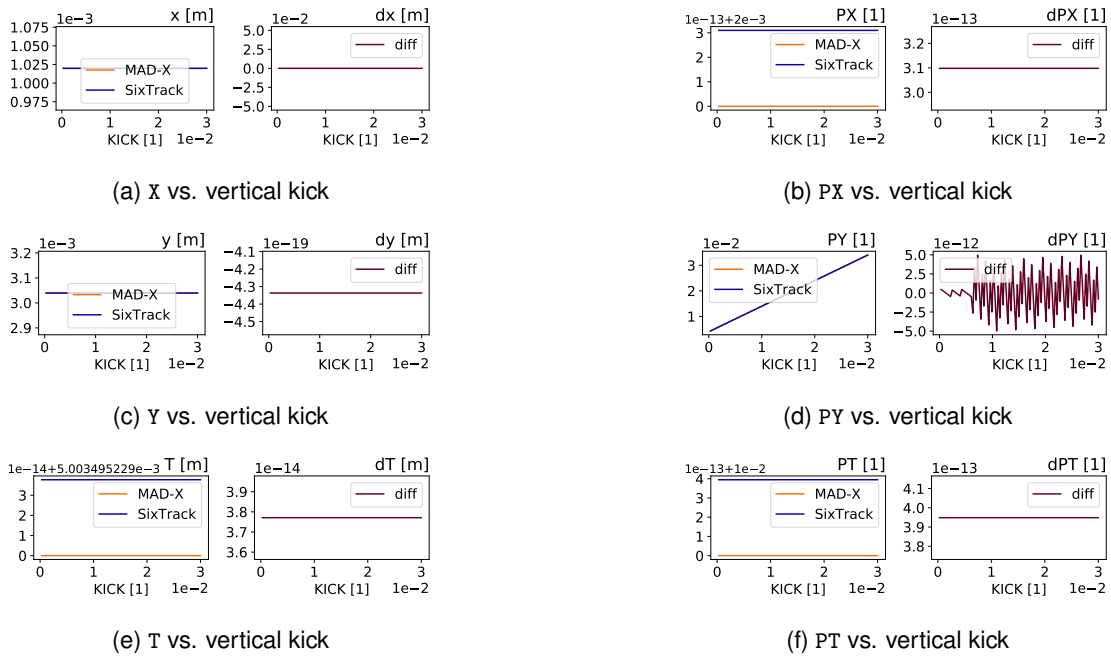 1e−3 x [m] 1e−2 dx [m] 1e−13+2e−3 PX [1] 1e−13 dPX [1]
1.075 5.0 diff 3 MAD-X 3.2 diff
1.050 2.5 SixTrack
1.025 MAD-X 0.0 2 3.1
1.000 SixTrack −2.5 1 3.0
0.975 −5.0 0
0 1 2 3 0 1 2 3 0 1 2 3 0 1 2 3
KICK [1] 1e−2 KICK [1] 1e−2 KICK [1] 1e−2 KICK [1] 1e−2
(a) X vs. vertical kick (b) PX vs. vertical kick
1e−3 y [m] 1e−19 dy [m] 1e−2 PY [1] 1e−12 dPY [1]
3.2 −4.1 diff 3 MAD-X 5.0 diff
3.1 MAD-X −4.2 SixTrack 2.5
3.0 SixTrack −4.3 2 0.0
2.9 −4.4 1 −2.5
−4.5 −5.0
0 1 2 3 0 1 2 3 0 1 2 3 0 1 2 3
KICK [1] 1e−2 KICK [1] 1e−2 KICK [1] 1e−2 KICK [1] 1e−2
(c) Y vs. vertical kick (d) PY vs. vertical kick
1e−14+5.003495229e−3 T [m] 1e−14 dT [m] 1e−13+1e−2 PT [1] 1e−13 dPT [1]
3 MAD-X 3.9 diff 4 MAD-X 4.1 diff
2 SixTrack 3.8 3 SixTrack 4.0
1 3.7 2 3.9
0 3.6 1 3.8
0
0 1 2 3 0 1 2 3 0 1 2 3 0 1 2 3
KICK [1] 1e−2 KICK [1] 1e−2 KICK [1] 1e−2 KICK [1] 1e−2
(e) T vs. vertical kick (f) PT vs. vertical kick